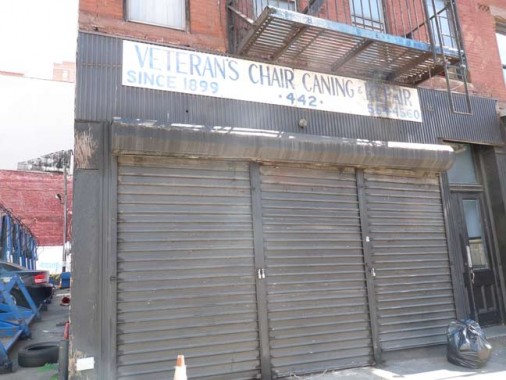 VETERAN'S CHAIR CANING & REPAIR
SINCE 1899
·442·